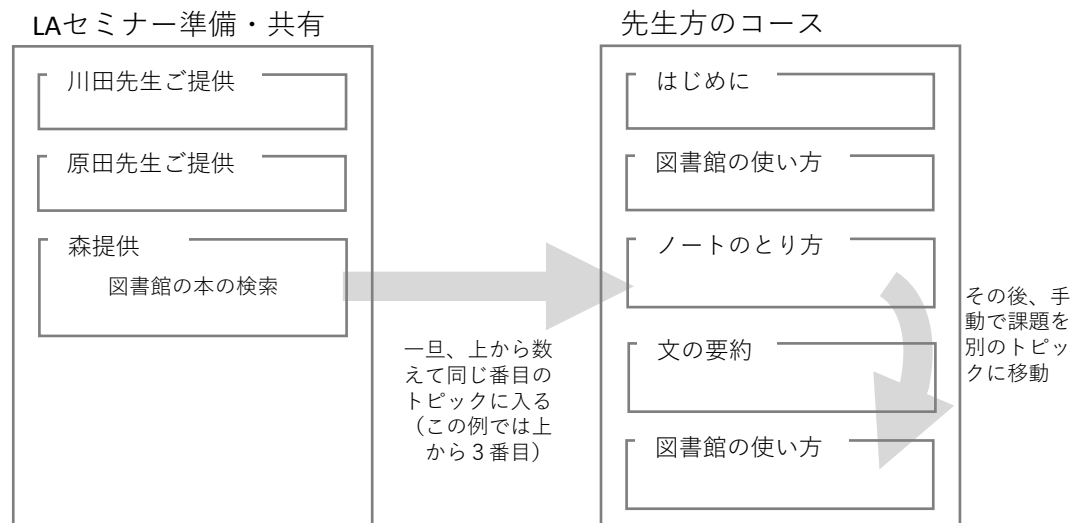 LAセミナー準備・共有
川田先生ご提供
原田先生ご提供
森提供
図書館の本の検索
一旦、上から数
えて同じ番目の
トピックに入る
（この例では上
から３番目）
先生方のコース
はじめに
図書館の使い方
ノートのとり方
文の要約
図書館の使い方
その後、手
動で課題を
別のトピッ
クに移動